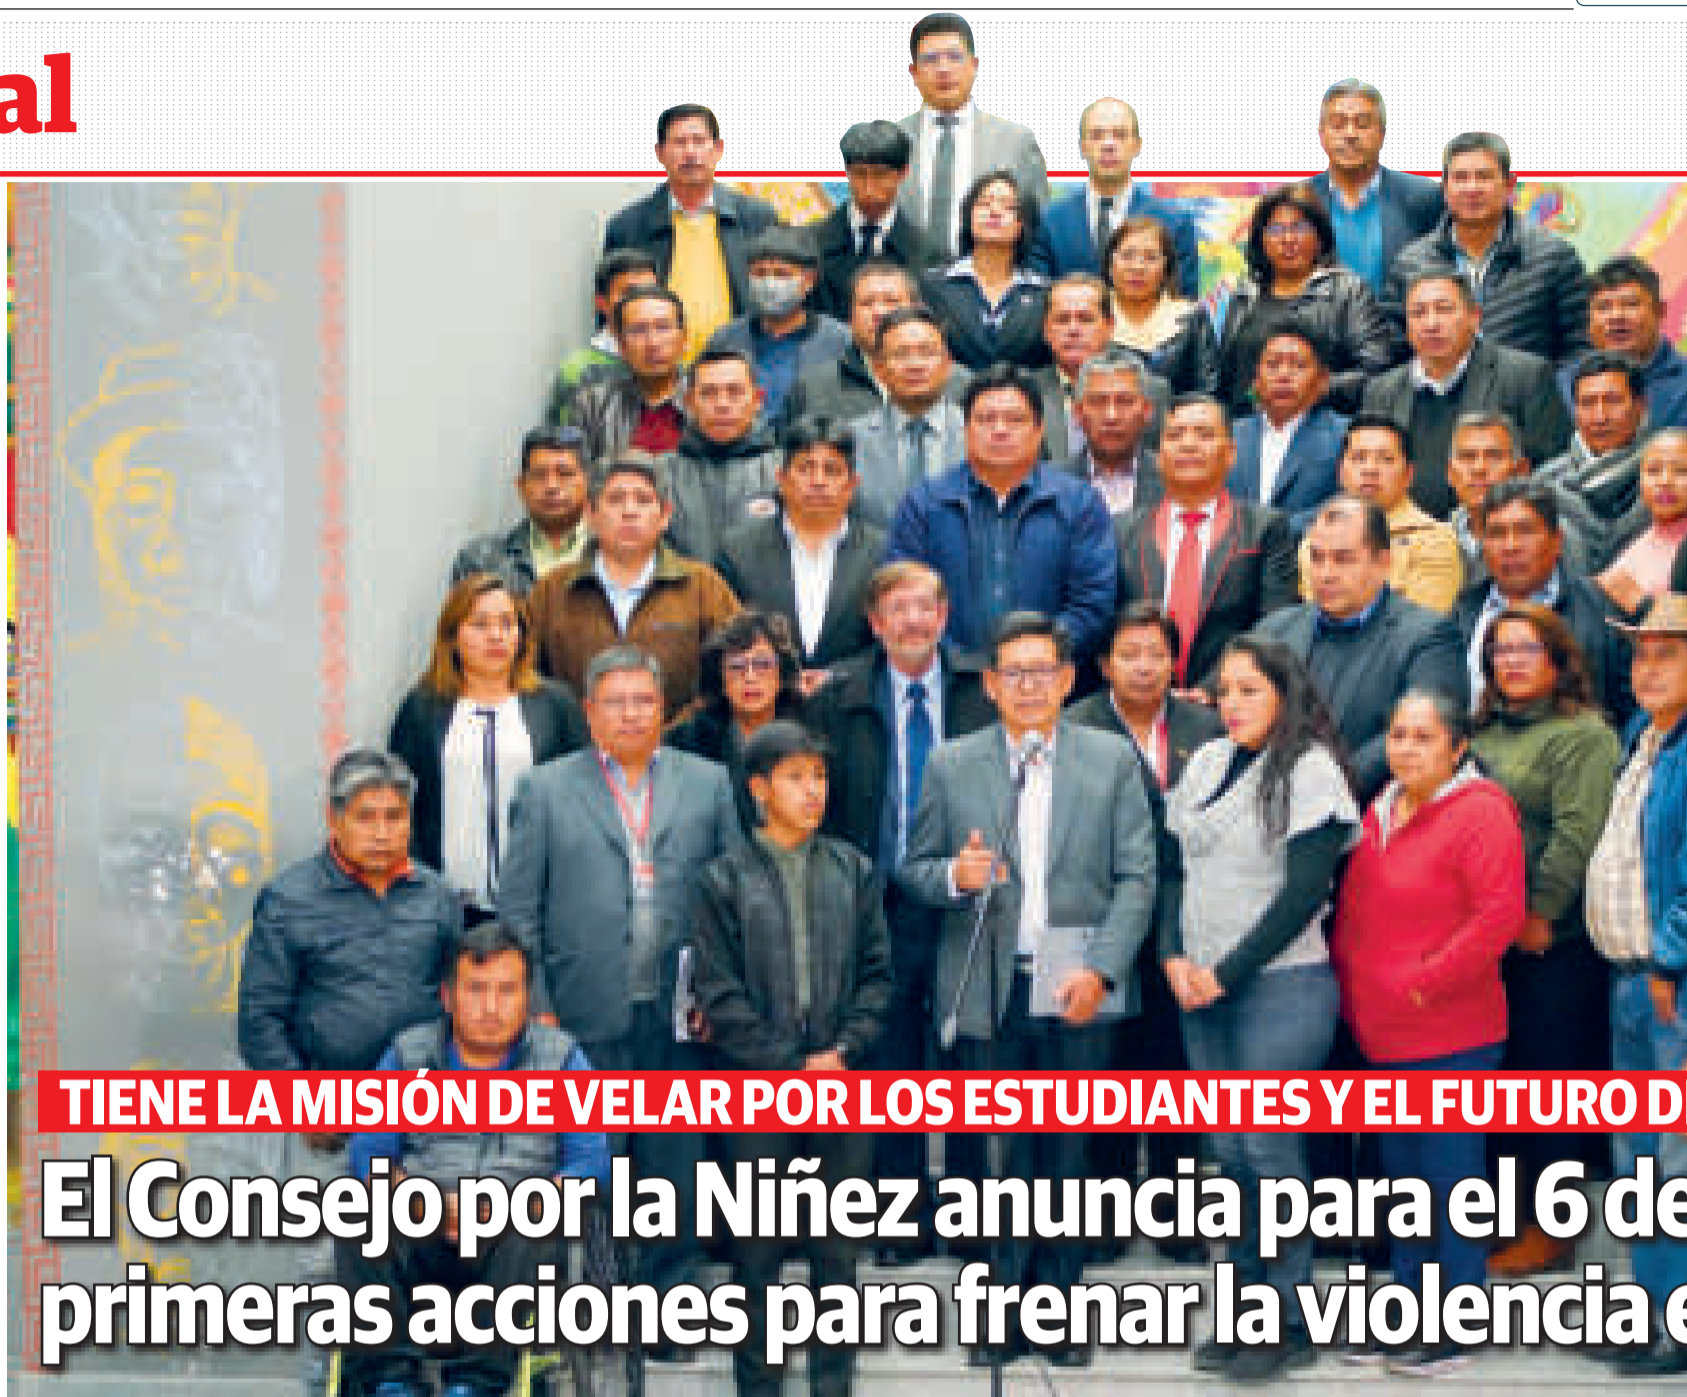 al
TIENE LA MISIÓN DE VELAR POR LOS ESTUDIANTES Y EL FUTURO
El Consejo por la Niñez anuncia para el 6 de
primeras acciones para frenar la violencia